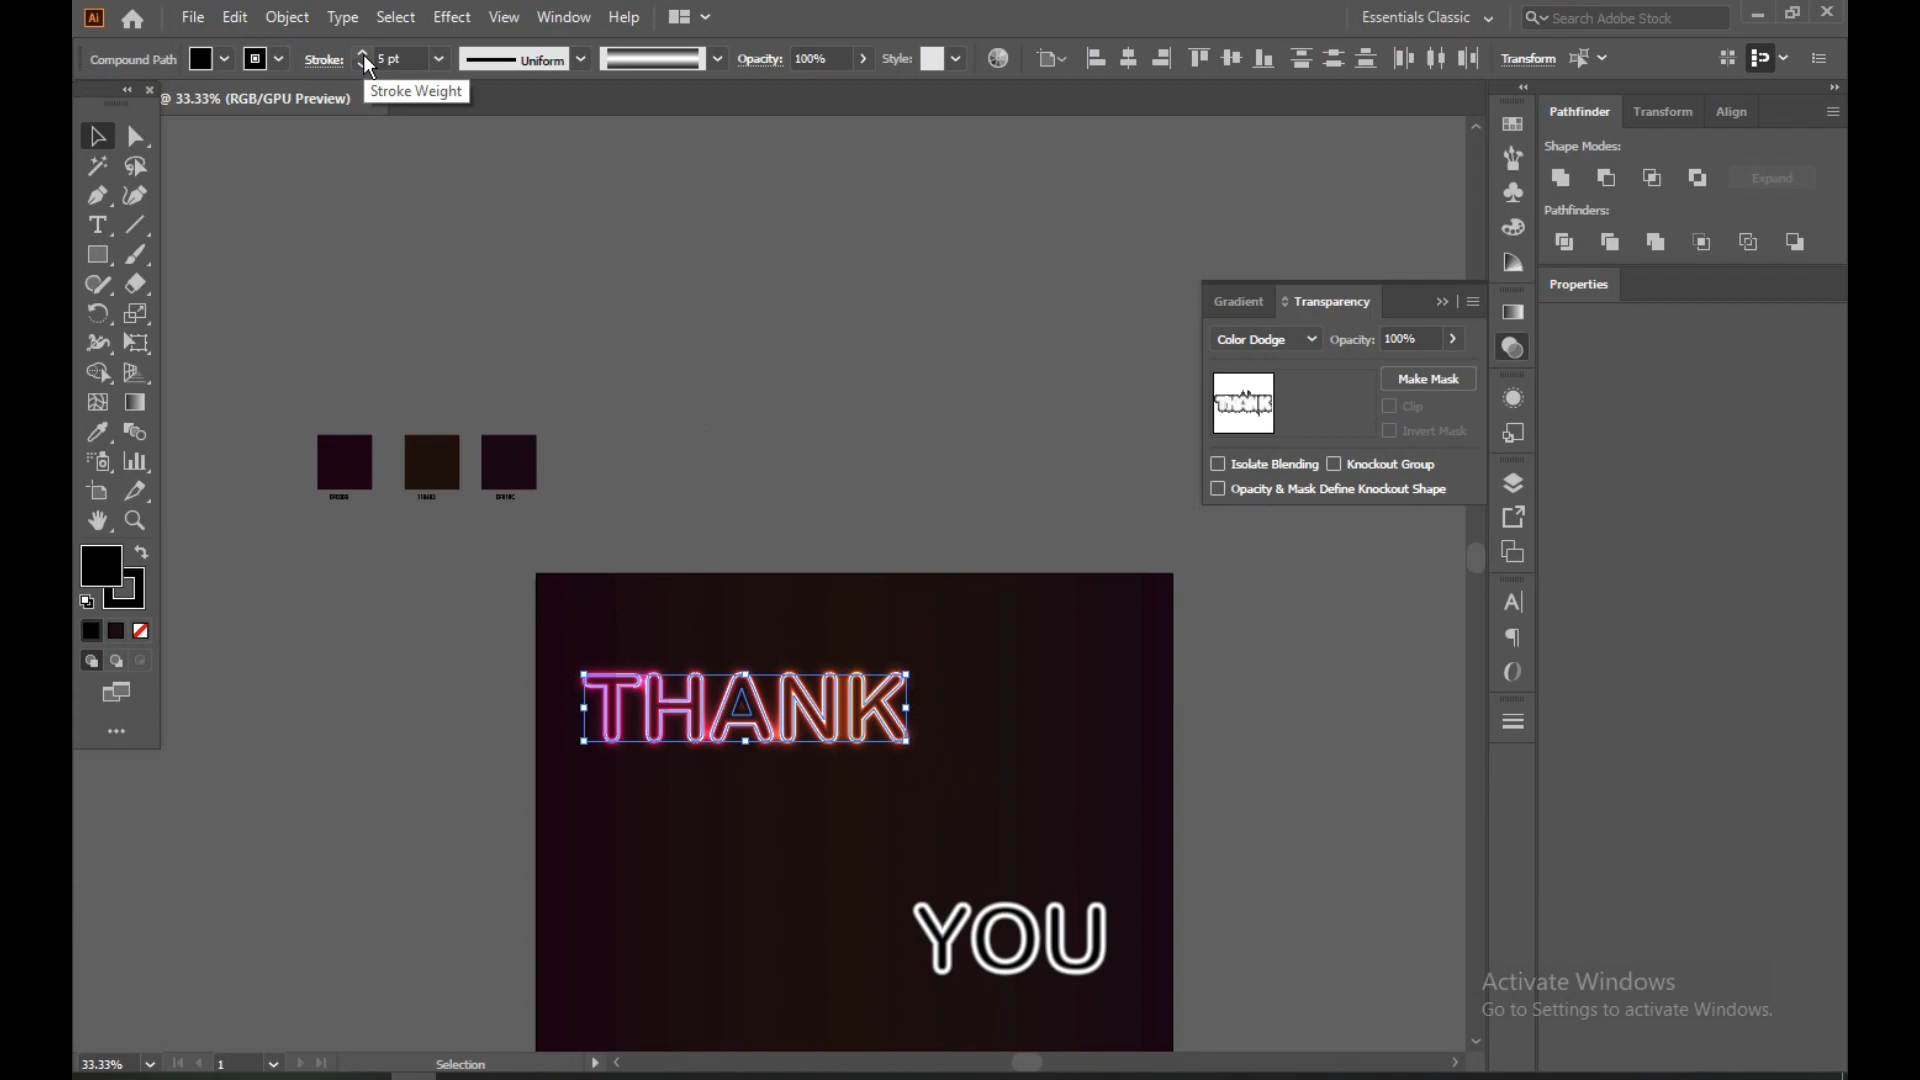 Ai File Edit Object Type Select Effect View Window Help Essentials Classic Search Adobe Stock
Compound Path Stroke: 5 pt Uniform Opacity: 100% Style: Transform
Stroke Weight
@ 33.33% (RGB/GPU Preview)
Pathfinder Transform Align
Shape Modes:
Expand
Pathfinders:
Properties
Gradient Transparency
Color Dodge Opacity: 100%
THANK
Make Mask
Clip
Invert Mask
Isolate Blending Knockout Group
Opacity & Mask Define Knockout Shape
THANK
YOU
Activate Windows
Go to Settings to activate Windows.
33.33% 1 Selection